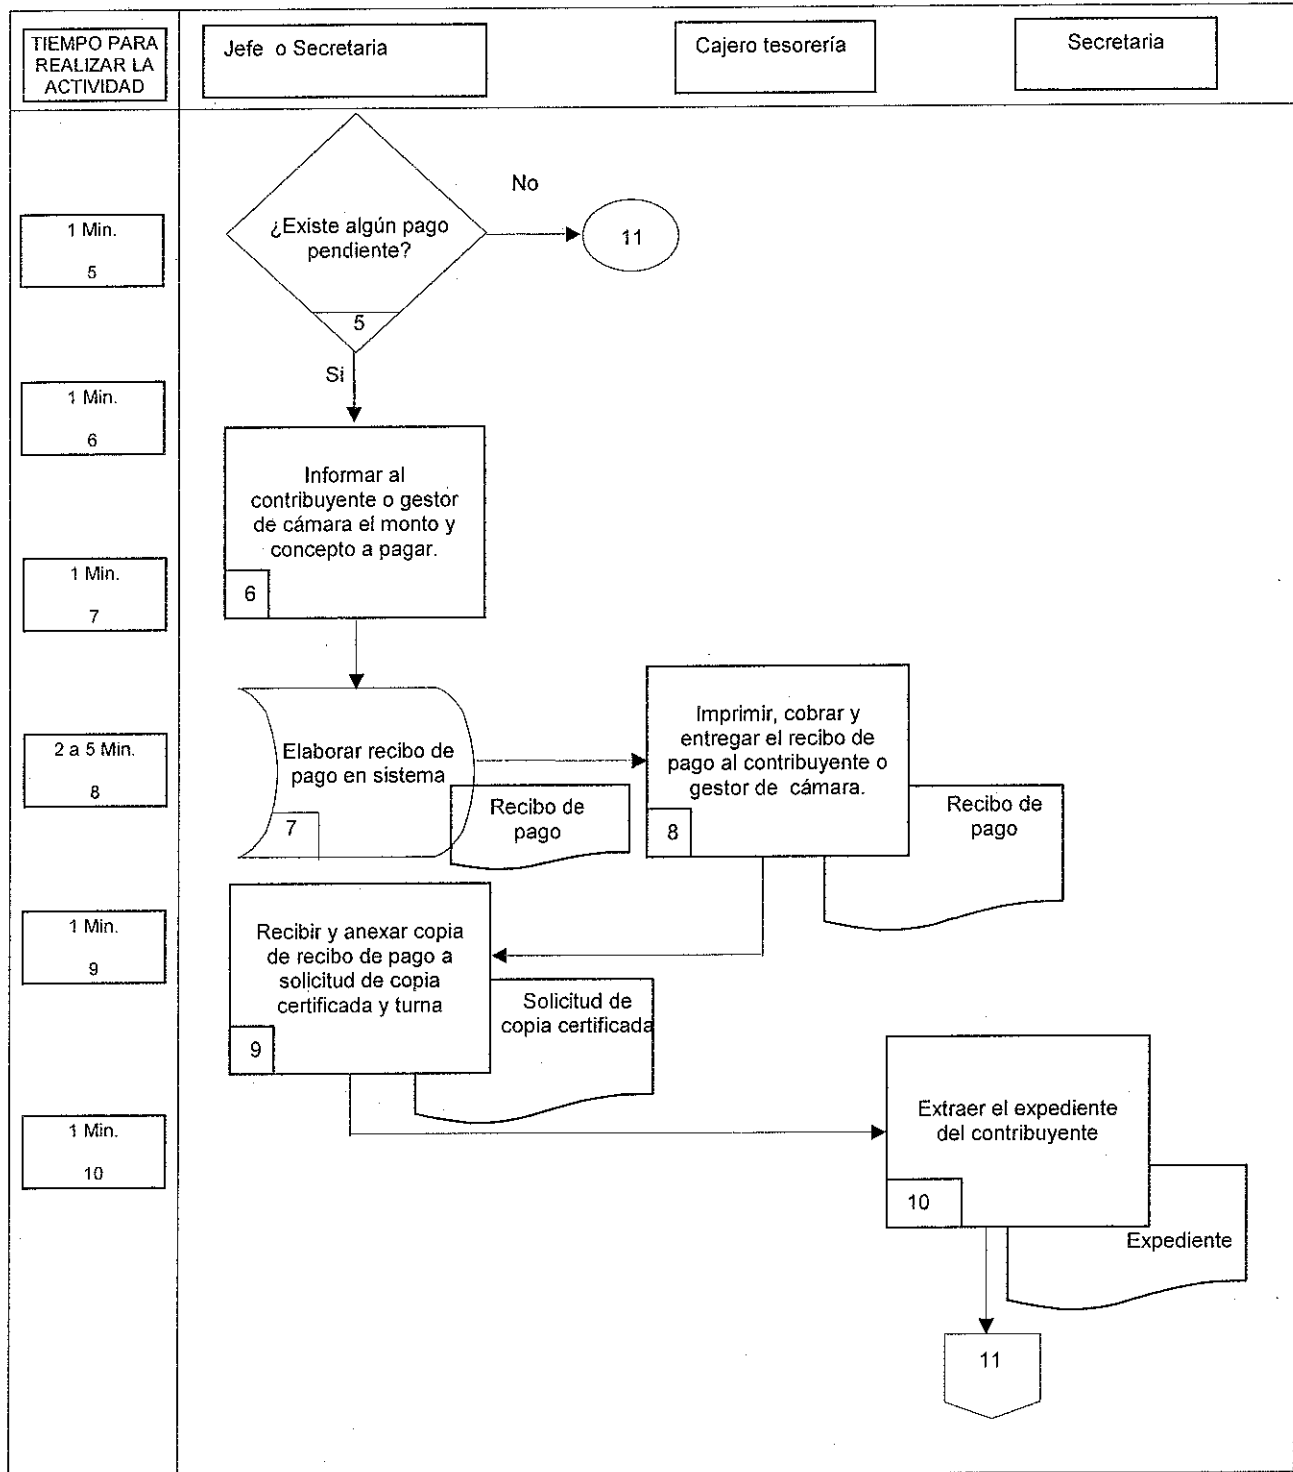 TIEMPO PARA
REALIZAR LA
ACTIVIDAD
Jefe o Secretaria
Cajero tesorería
Secretaria
1 Min.
5
¿Existe algún pago
pendiente?
5
No
11
Si
1 Min.
6
Informar al
contribuyente o gestor
de cámara el monto y
concepto a pagar.
6
1 Min.
7
Elaborar recibo de
pago en sistema
7
Recibo de
pago
2 a 5 Min.
8
Imprimir, cobrar y
entregar el recibo de
pago al contribuyente o
gestor de cámara.
8
Recibo de
pago
1 Min.
9
Recibir y anexar copia
de recibo de pago a
solicitud de copia
certificada y turna
9
Solicitud de
copia certificada
1 Min.
10
Extraer el expediente
del contribuyente
10
Expediente
11